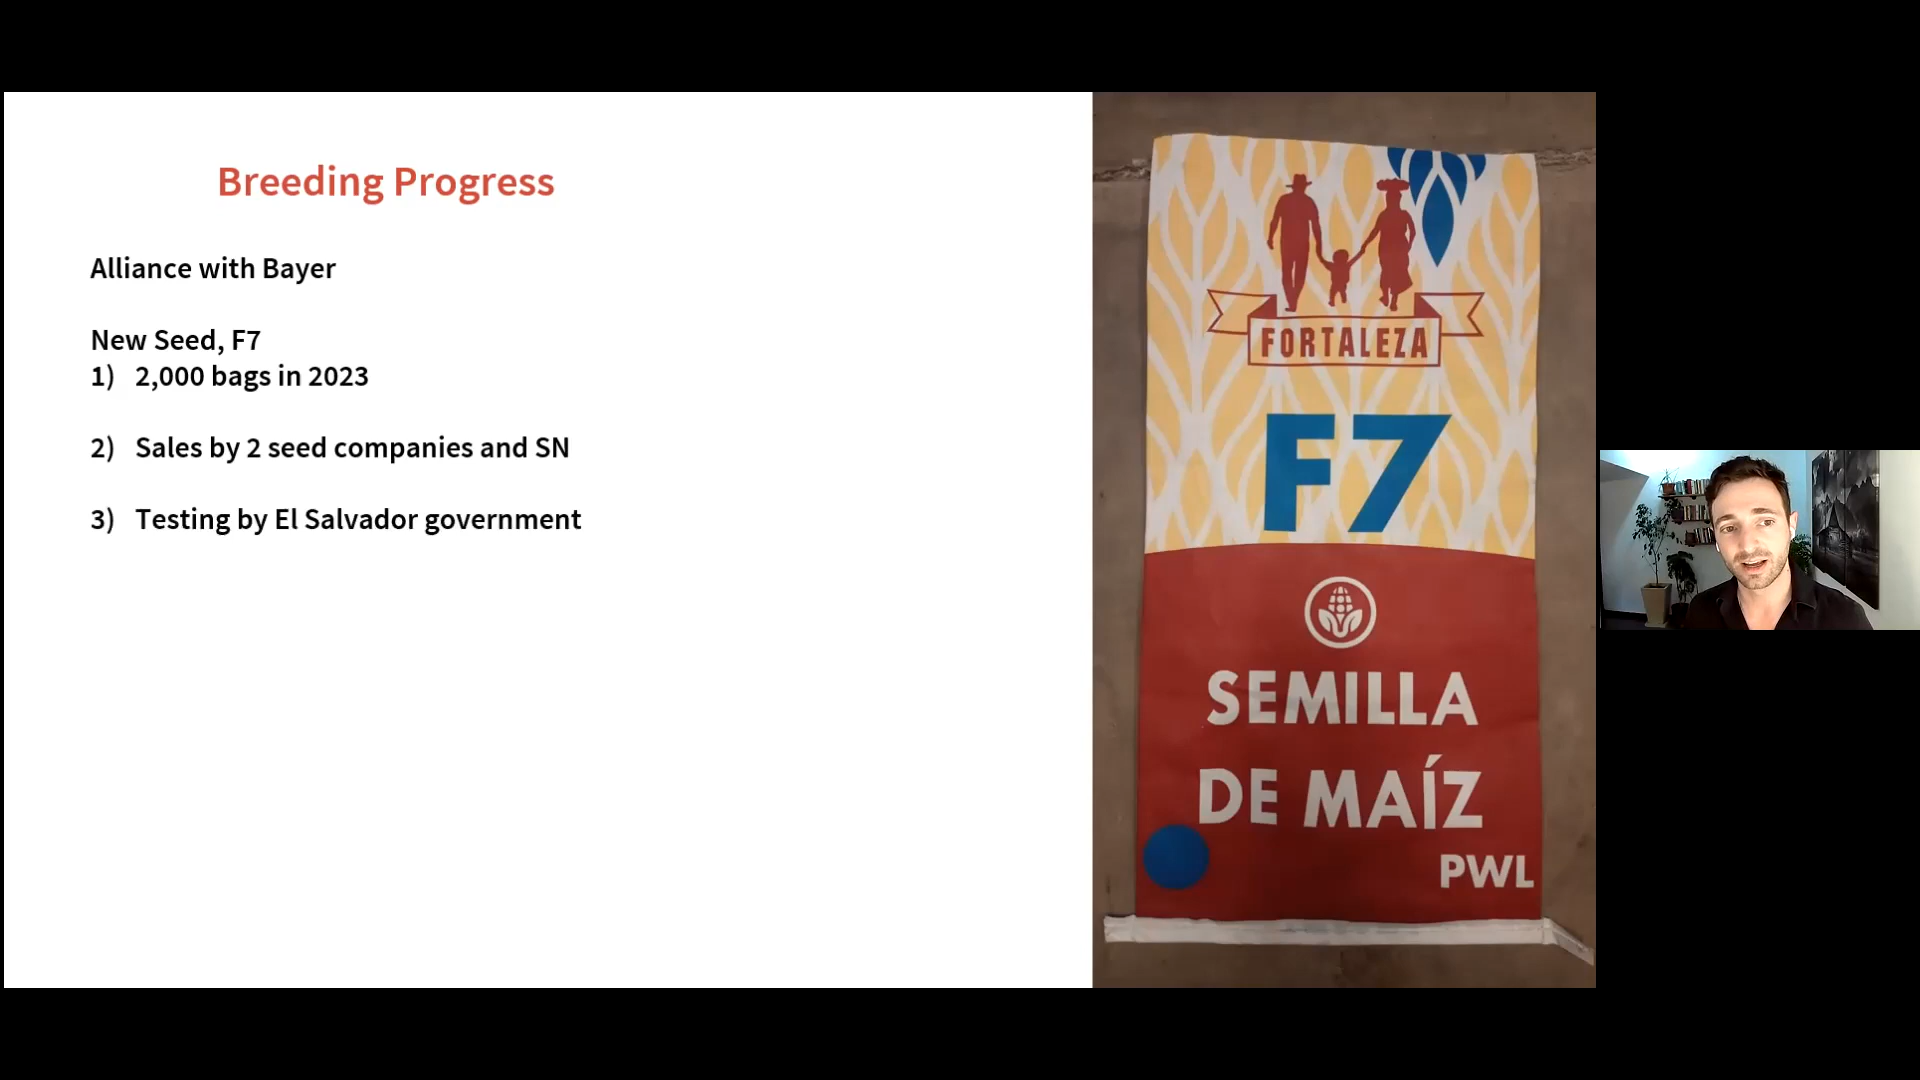 Breeding Progress
Alliance with Bayer
New Seed, F7
1) 2,000 bags in 2023
2) Sales by 2 seed companies and SN
3) Testing by El Salvador government
FORTALEZA
F7
SEMILLA
DE MAÍZ
PWL